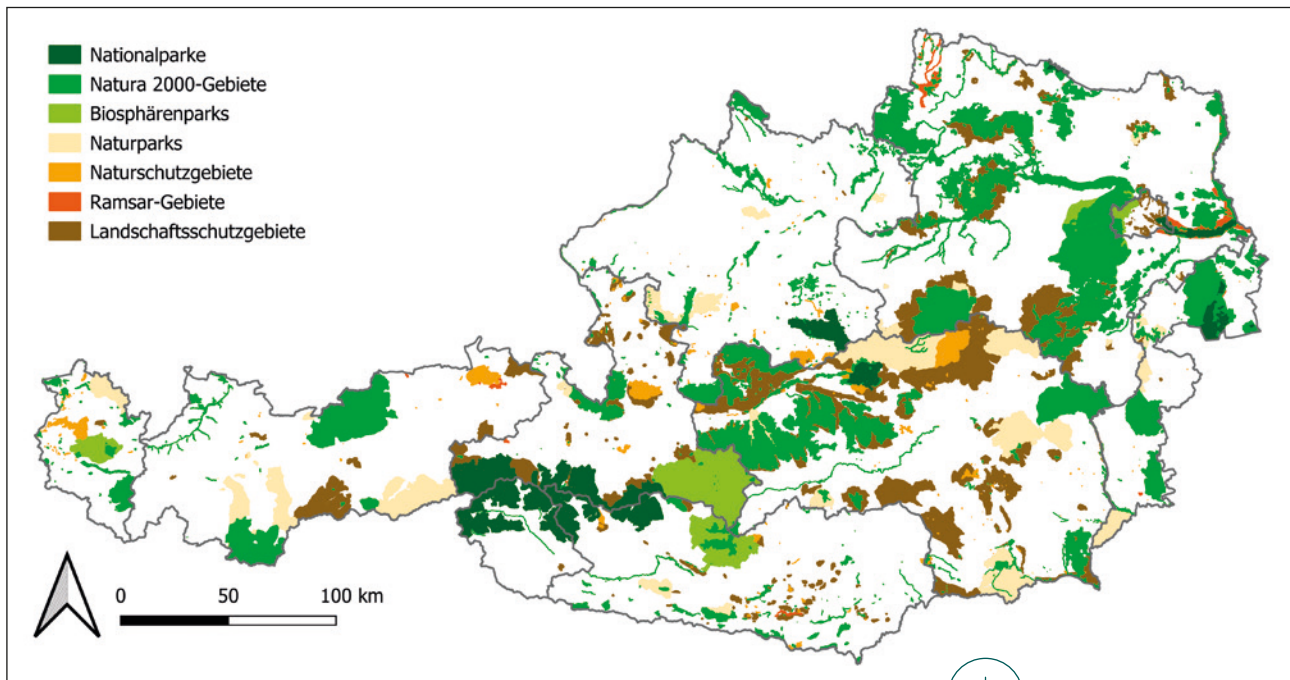 Nationalparke
Natura 2000-Gebiete
Biosphärenparks
Naturparks
Naturschutzgebiete
Ramsar-Gebiete
Landschaftsschutzgebiete
0 50 100 km